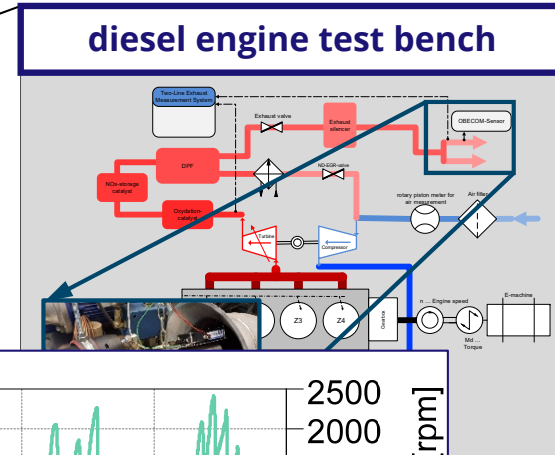 diesel engine test bench
Two-Line Exhaust
Measurement System
Exhaust valve
Exhaust
silencer
OBECOM-Sensor
DPF
ND-EGR-valve
NOx-storage
catalyst
Oxydation-
catalyst
rotary piston meter for
air mesurement
Air filter
Turbine
Compressor
Z3
Z4
Gearbox
n ... Engine speed
E-machine
Md ...
Torque
2500
2000
[rpm]